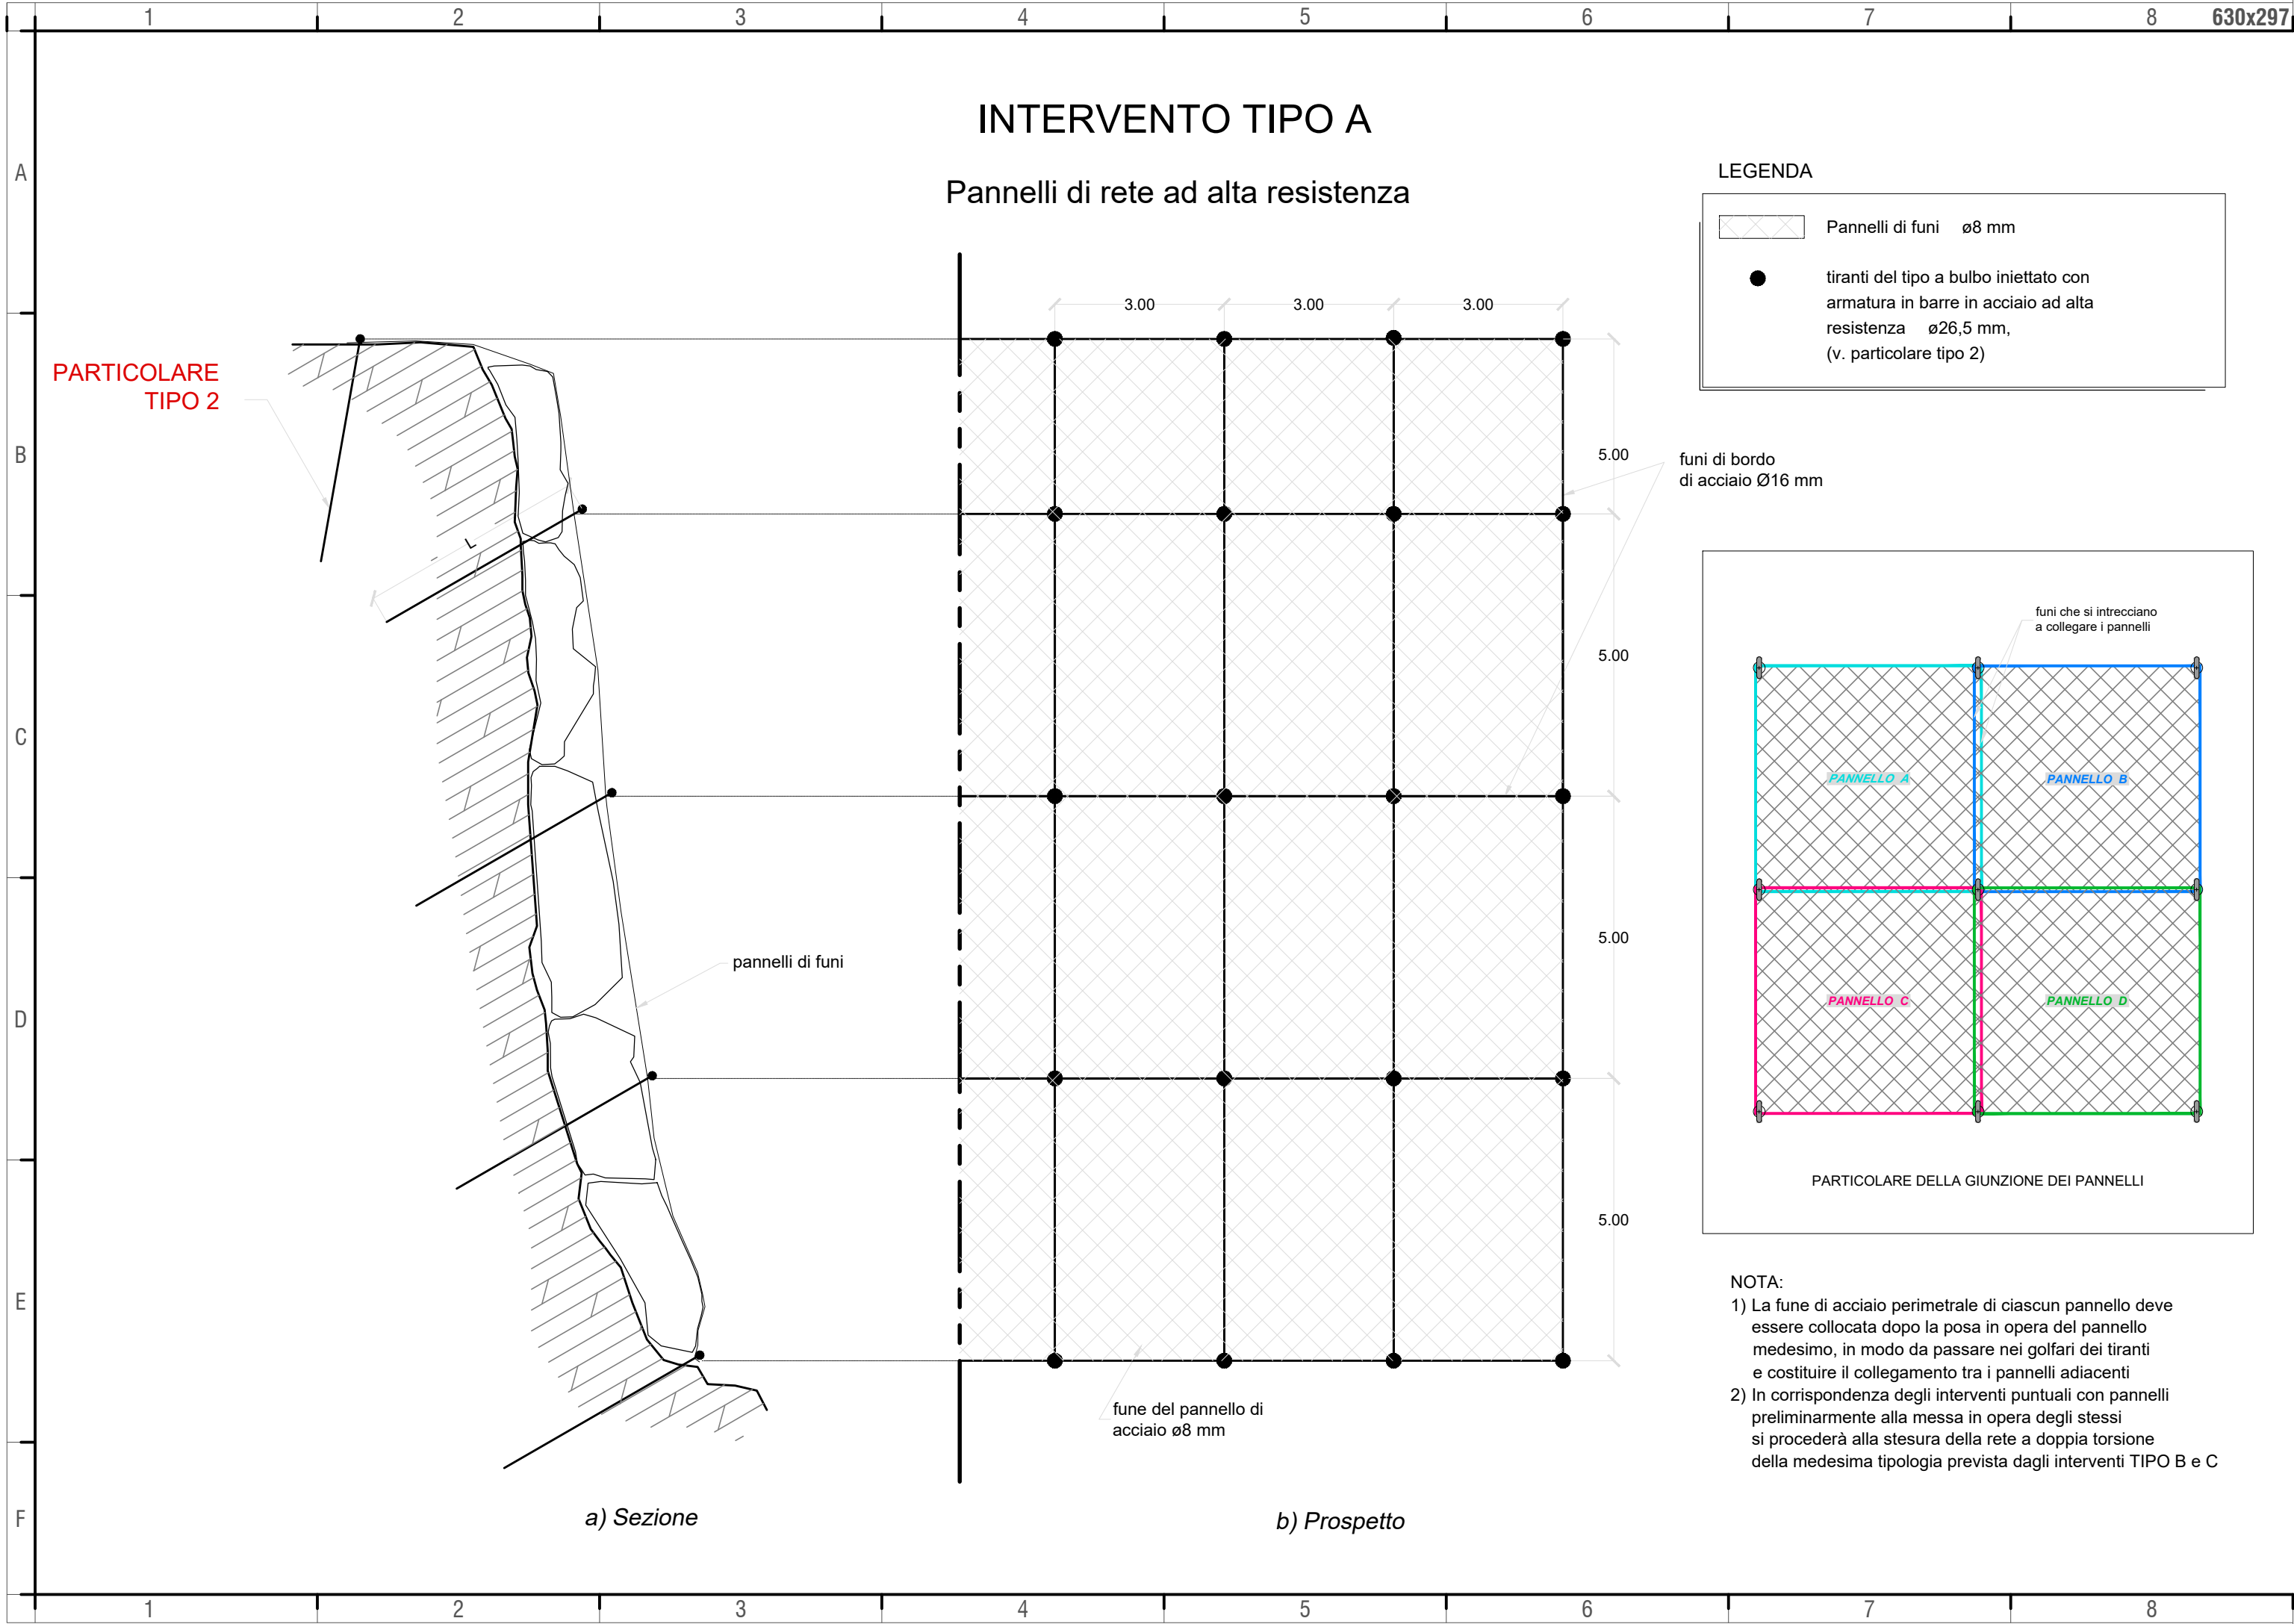 1 2 3 4 5 6 7 8 630x297
INTERVENTO TIPO A
Pannelli di rete ad alta resistenza
LEGENDA
Pannelli di funi ø8 mm
tiranti del tipo a bulbo iniettato con
armatura in barre in acciaio ad alta
resistenza ø26,5 mm,
(v. particolare tipo 2)
A
B
C
D
E
F
PARTICOLARE
TIPO 2
L
pannelli di funi
3.00 3.00 3.00
5.00
5.00
5.00
5.00
funi di bordo
di acciaio Ø16 mm
fune del pannello di
acciaio ø8 mm
a) Sezione
b) Prospetto
funi che si intrecciano
a collegare i pannelli
PANNELLO A
PANNELLO B
PANNELLO C
PANNELLO D
PARTICOLARE DELLA GIUNZIONE DEI PANNELLI
NOTA:
1) La fune di acciaio perimetrale di ciascun pannello deve
essere collocata dopo la posa in opera del pannello
medesimo, in modo da passare nei golfari dei tiranti
e costituire il collegamento tra i pannelli adiacenti
2) In corrispondenza degli interventi puntuali con pannelli
preliminarmente alla messa in opera degli stessi
si procederà alla stesura della rete a doppia torsione
della medesima tipologia prevista dagli interventi TIPO B e C
1 2 3 4 5 6 7 8